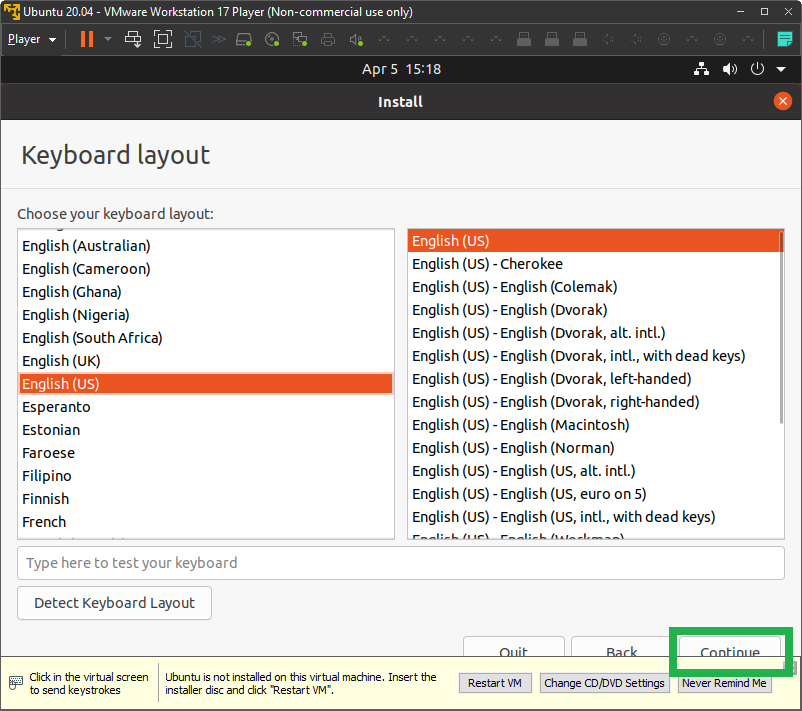 Ubuntu 20.04 - VMware Workstation 17 Player (Non-commercial use only)
Player
Apr 5 15:18
Install
Keyboard layout
Choose your keyboard layout:
English (Australian)
English (Cameroon)
English (Ghana)
English (Nigeria)
English (South Africa)
English (UK)
English (US)
Esperanto
Estonian
Faroese
Filipino
Finnish
French
English (US)
English (US) - Cherokee
English (US) - English (Colemak)
English (US) - English (Dvorak)
English (US) - English (Dvorak, alt. intl.)
English (US) - English (Dvorak, intl., with dead keys)
English (US) - English (Dvorak, left-handed)
English (US) - English (Dvorak, right-handed)
English (US) - English (Macintosh)
English (US) - English (Norman)
English (US) - English (US, alt. intl.)
English (US) - English (US, euro on 5)
English (US) - English (US, intl., with dead keys)
English (US) - English (Workman)
Type here to test your keyboard
Detect Keyboard Layout
Quit
Back
Continue
Click in the virtual screen
to send keystrokes
Ubuntu is not installed on this virtual machine. Insert the
installer disc and click "Restart VM".
Restart VM
Change CD/DVD Settings
Never Remind Me